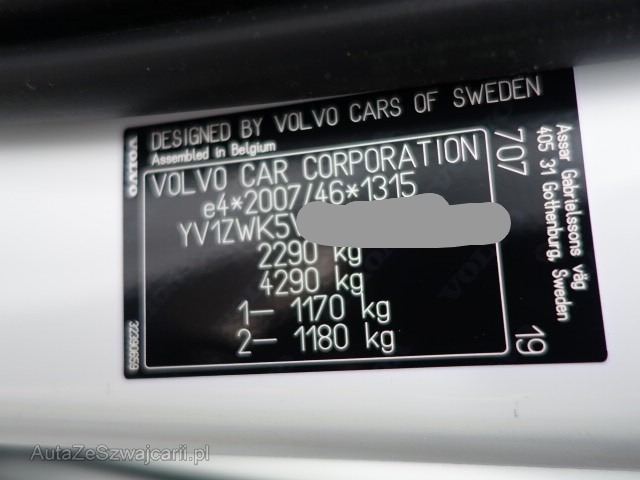 DESIGNED BY VOLVO CARS OF SWEDEN
Assembled in Belgium
VOLVO
VOLVO CAR CORPORATION
e4*2007/46*1315
YV1ZWK5V
2290 kg
4290 kg
1– 1170 kg
2– 1180 kg
707
19
Assar Gabrielssons väg
405 31 Gothenburg, Sweden
32290659
AutaZeSzwajcarii.pl